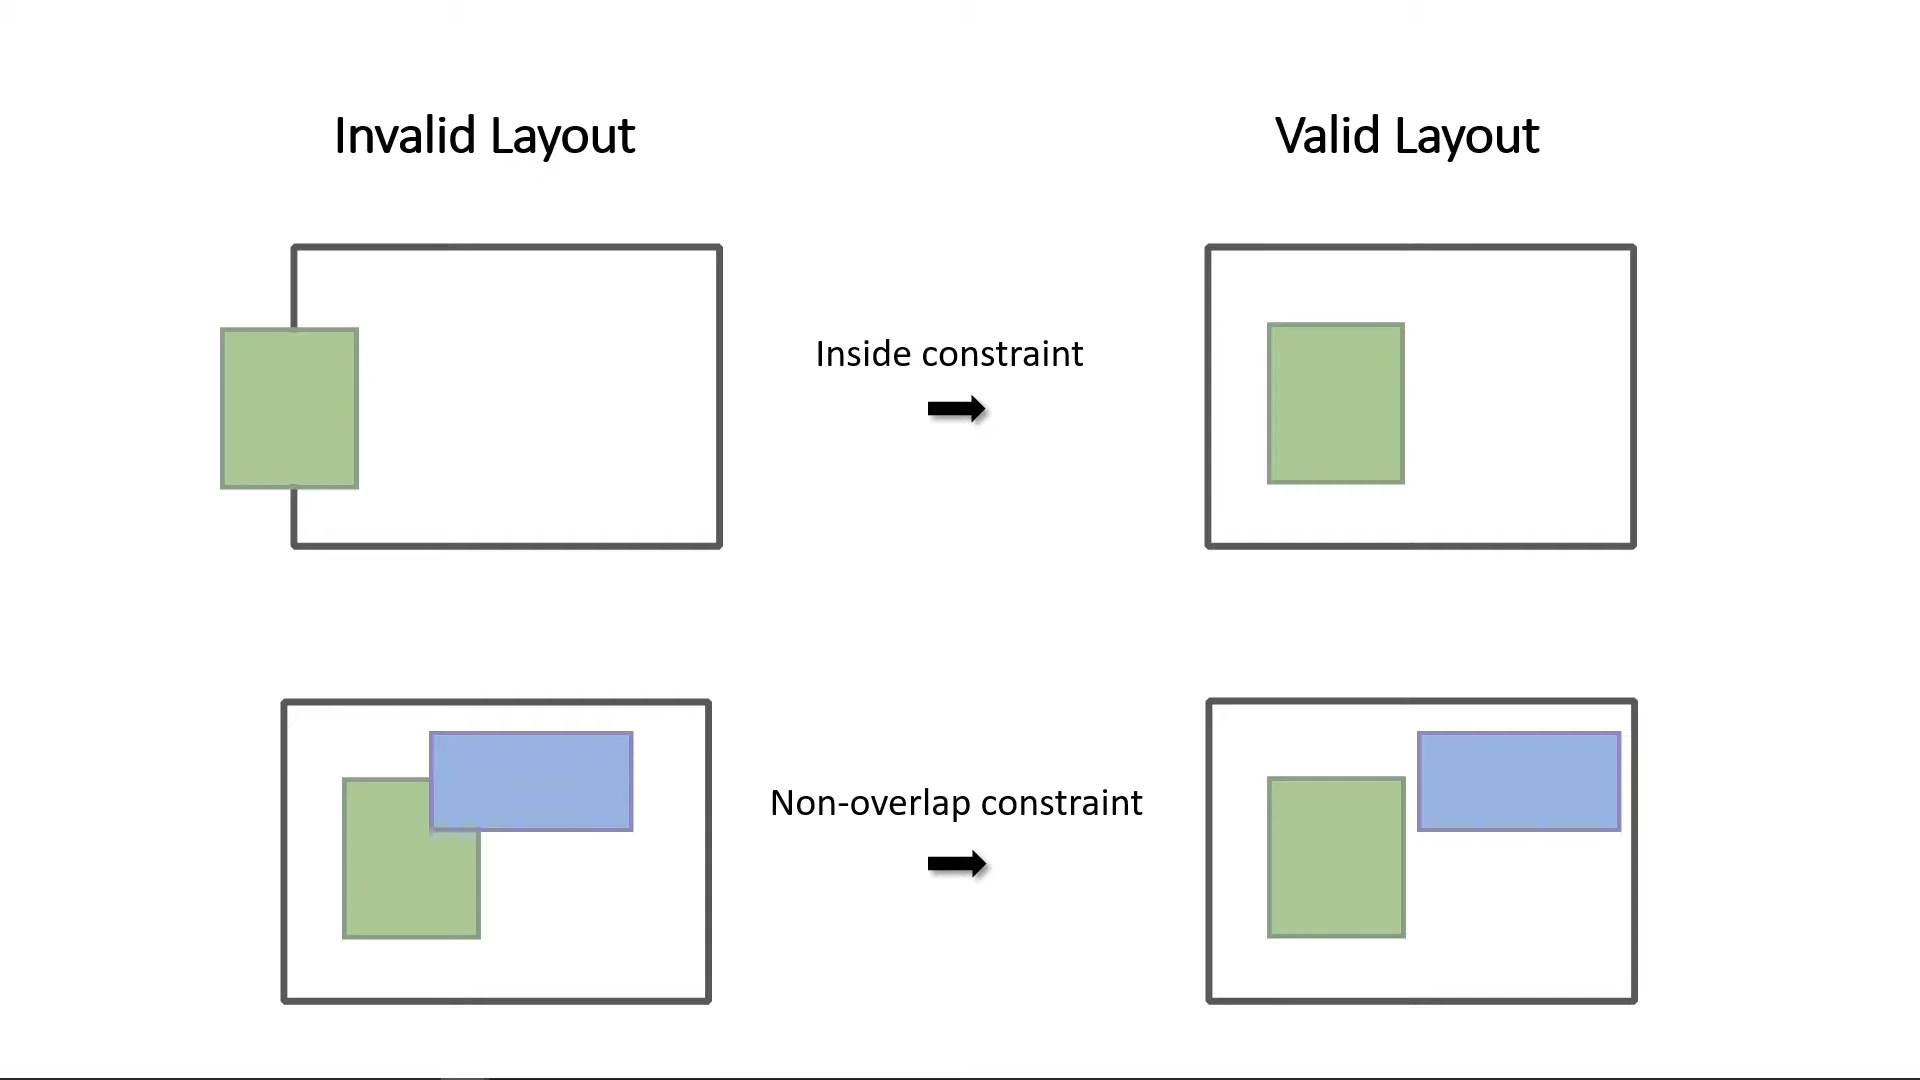 Invalid Layout
Valid Layout
Inside constraint
Non-overlap constraint